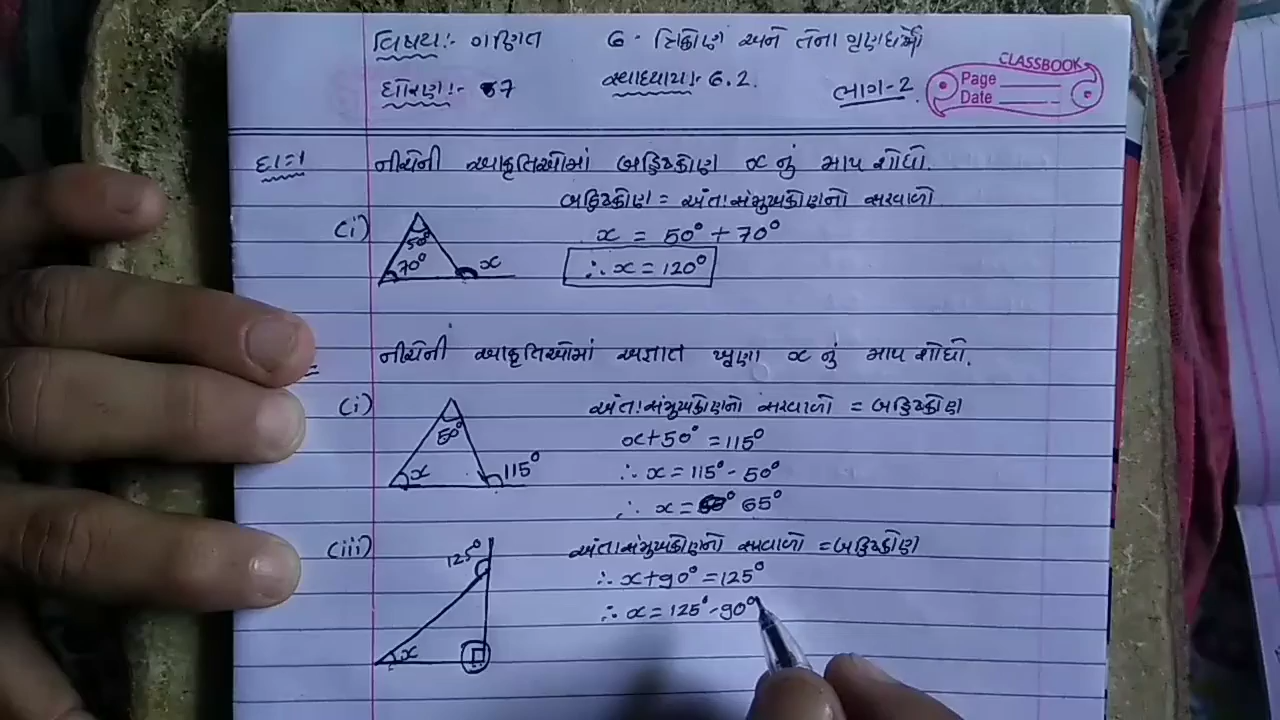 વિષય:- ગણિત 6. ત્રિકોણ અને તેના ગુણધર્મો
ધોરણ:- 7 સ્વાધ્યાય:- 6.2. ભાગ-2
CLASSBOOK
Page
Date
દા=1 નીચેની આકૃતિઓમાં બહિષ્કોણ x નું માપ શોધો.
બહિષ્કોણ = અંતઃસંમુખકોણનો સરવાળો
(i) 50° 70° x
x = 50° + 70°
∴ x = 120°
નીચેની આકૃતિઓમાં અજ્ઞાત ખૂણા x નું માપ શોધો.
(i) 50° x 115°
અંતઃસંમુખકોણનો સરવાળો = બહિષ્કોણ
x+50° = 115°
∴ x = 115° - 50°
∴ x = 65°
(iii) 125° x
અંતઃસંમુખકોણનો સરવાળો = બહિષ્કોણ
∴ x+90° = 125°
∴ x = 125° - 90°